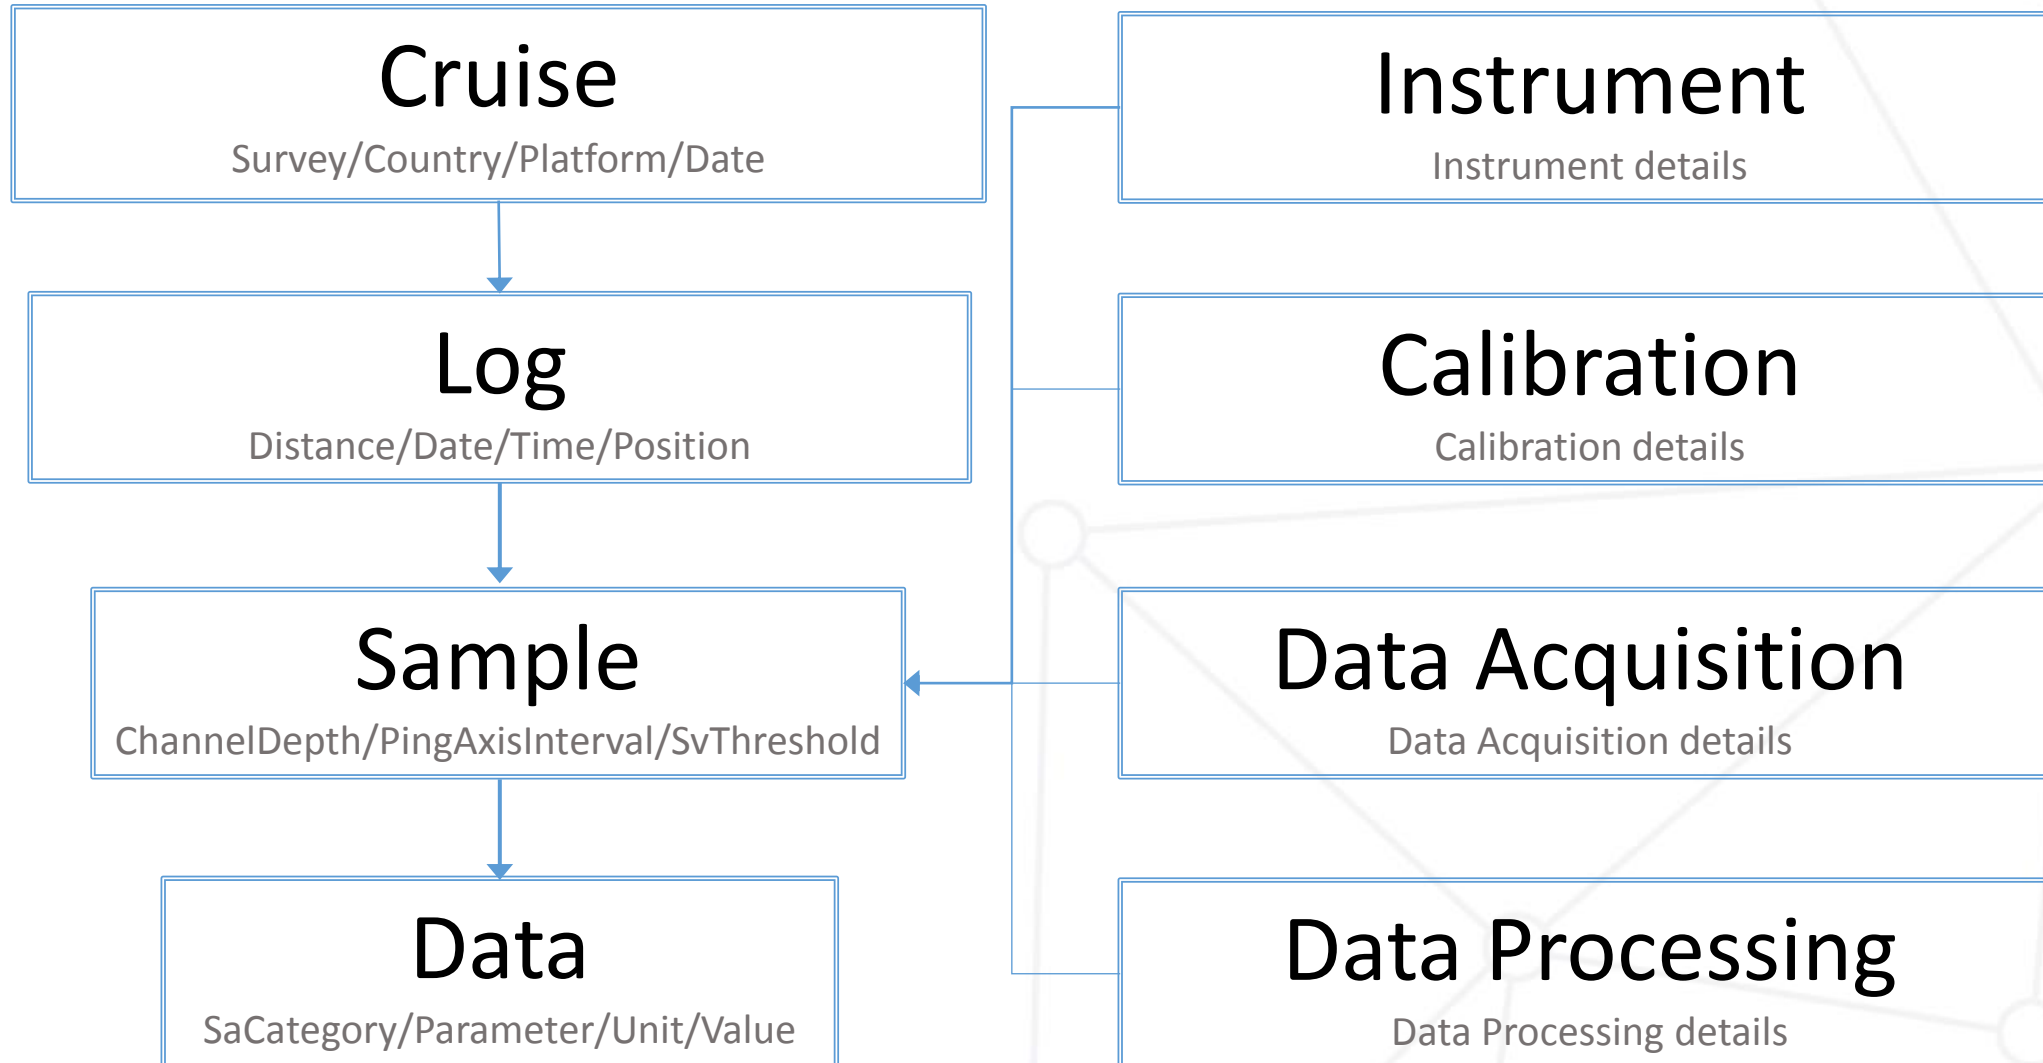 Cruise
Survey/Country/Platform/Date
Log
Distance/Date/Time/Position
Sample
ChannelDepth/PingAxisInterval/SvThreshold
Data
SaCategory/Parameter/Unit/Value
Instrument
Instrument details
Calibration
Calibration details
Data Acquisition
Data Acquisition details
Data Processing
Data Processing details